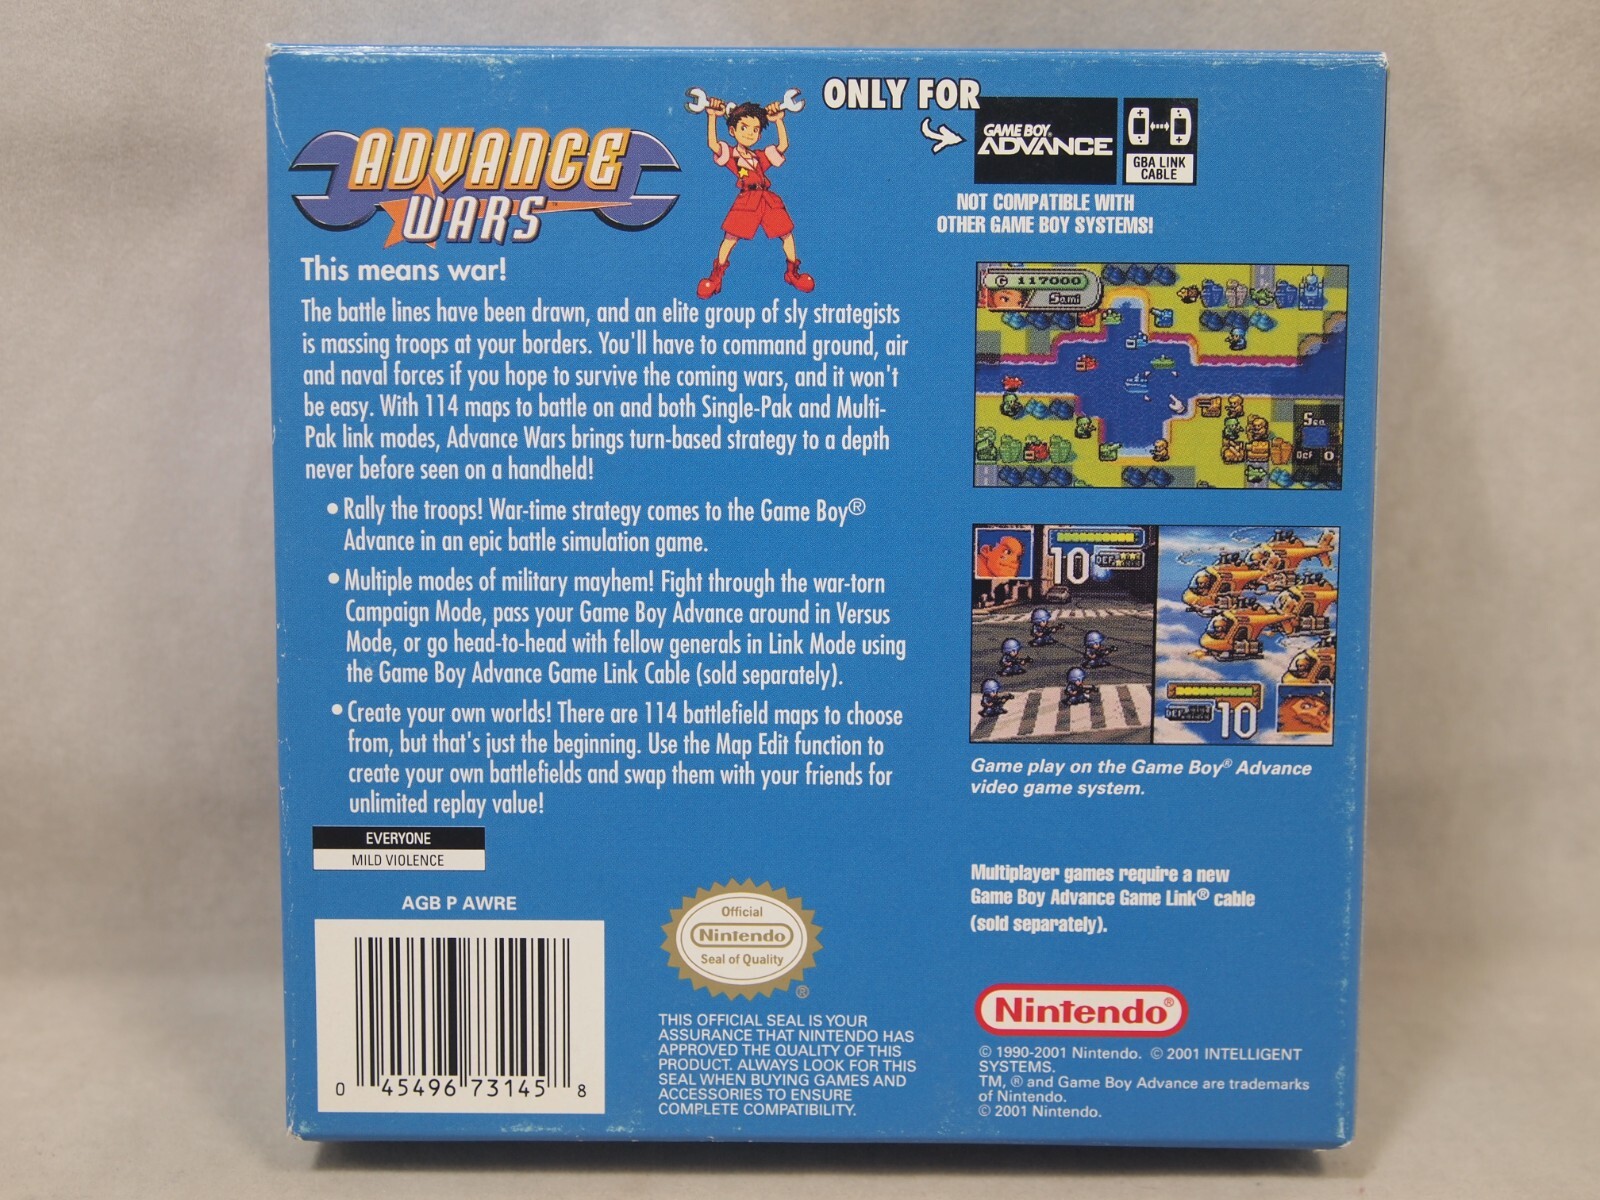 ADVANCE
WARS™
ONLY FOR
GAME BOY
ADVANCE
GBA LINK
CABLE
NOT COMPATIBLE WITH
OTHER GAME BOY SYSTEMS!
This means war!
The battle lines have been drawn, and an elite group of sly strategists
is massing troops at your borders. You'll have to command ground, air
and naval forces if you hope to survive the coming wars, and it won't
be easy. With 114 maps to battle on and both Single-Pak and Multi-
Pak link modes, Advance Wars brings turn-based strategy to a depth
never before seen on a handheld!
• Rally the troops! War-time strategy comes to the Game Boy®
Advance in an epic battle simulation game.
• Multiple modes of military mayhem! Fight through the war-torn
Campaign Mode, pass your Game Boy Advance around in Versus
Mode, or go head-to-head with fellow generals in Link Mode using
the Game Boy Advance Game Link Cable (sold separately).
• Create your own worlds! There are 114 battlefield maps to choose
from, but that's just the beginning. Use the Map Edit function to
create your own battlefields and swap them with your friends for
unlimited replay value!
EVERYONE
MILD VIOLENCE
AGB P AWRE
0 45496 73145 8
Official
Nintendo
Seal of Quality
®
THIS OFFICIAL SEAL IS YOUR
ASSURANCE THAT NINTENDO HAS
APPROVED THE QUALITY OF THIS
PRODUCT. ALWAYS LOOK FOR THIS
SEAL WHEN BUYING GAMES AND
ACCESSORIES TO ENSURE
COMPLETE COMPATIBILITY.
G 117000
Sami
Sea
DEF 0
10
DEF
DEF
10
Game play on the Game Boy® Advance
video game system.
Multiplayer games require a new
Game Boy Advance Game Link® cable
(sold separately).
Nintendo®
© 1990-2001 Nintendo. © 2001 INTELLIGENT
SYSTEMS.
TM, ® and Game Boy Advance are trademarks
of Nintendo.
© 2001 Nintendo.